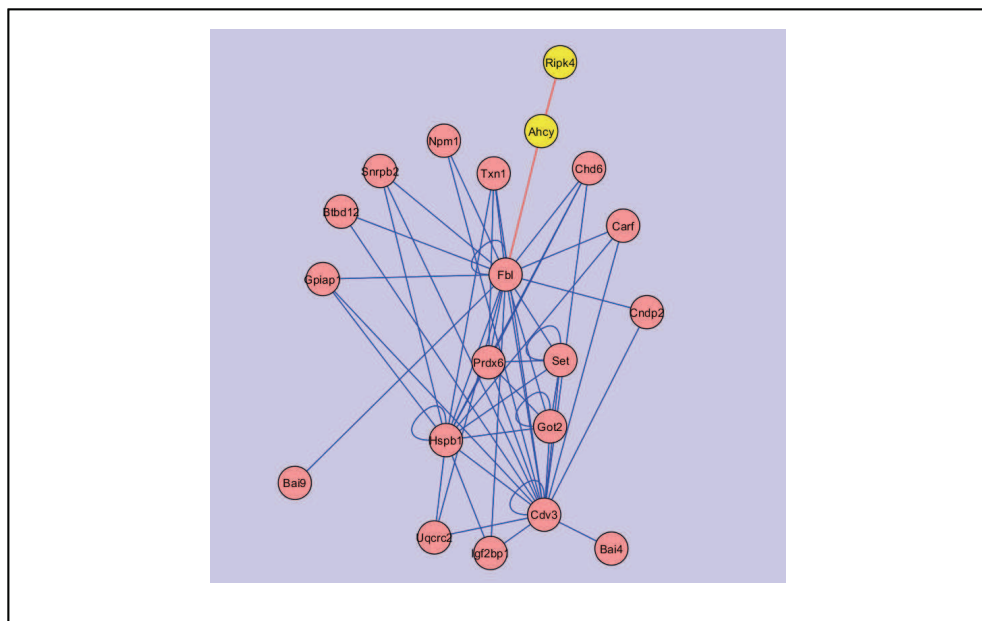 Ripk4
Ahcy
Npm1
Snrpb2
Txn1
Chd6
Btbd12
Carf
Gpiap1
Fbl
Cndp2
Prdx6
Set
Got2
Hspb1
Bai9
Cdv3
Uqcrc2
Igf2bp1
Bai4